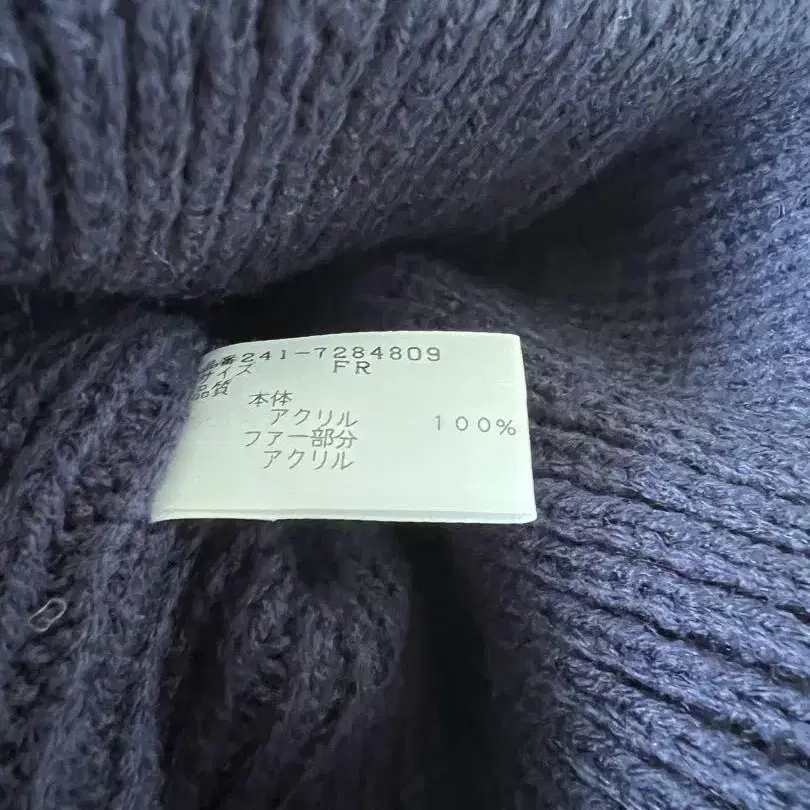 品番241-7284809
サイズ FR
品質
本体
アクリル 100%
ファー部分
アクリル